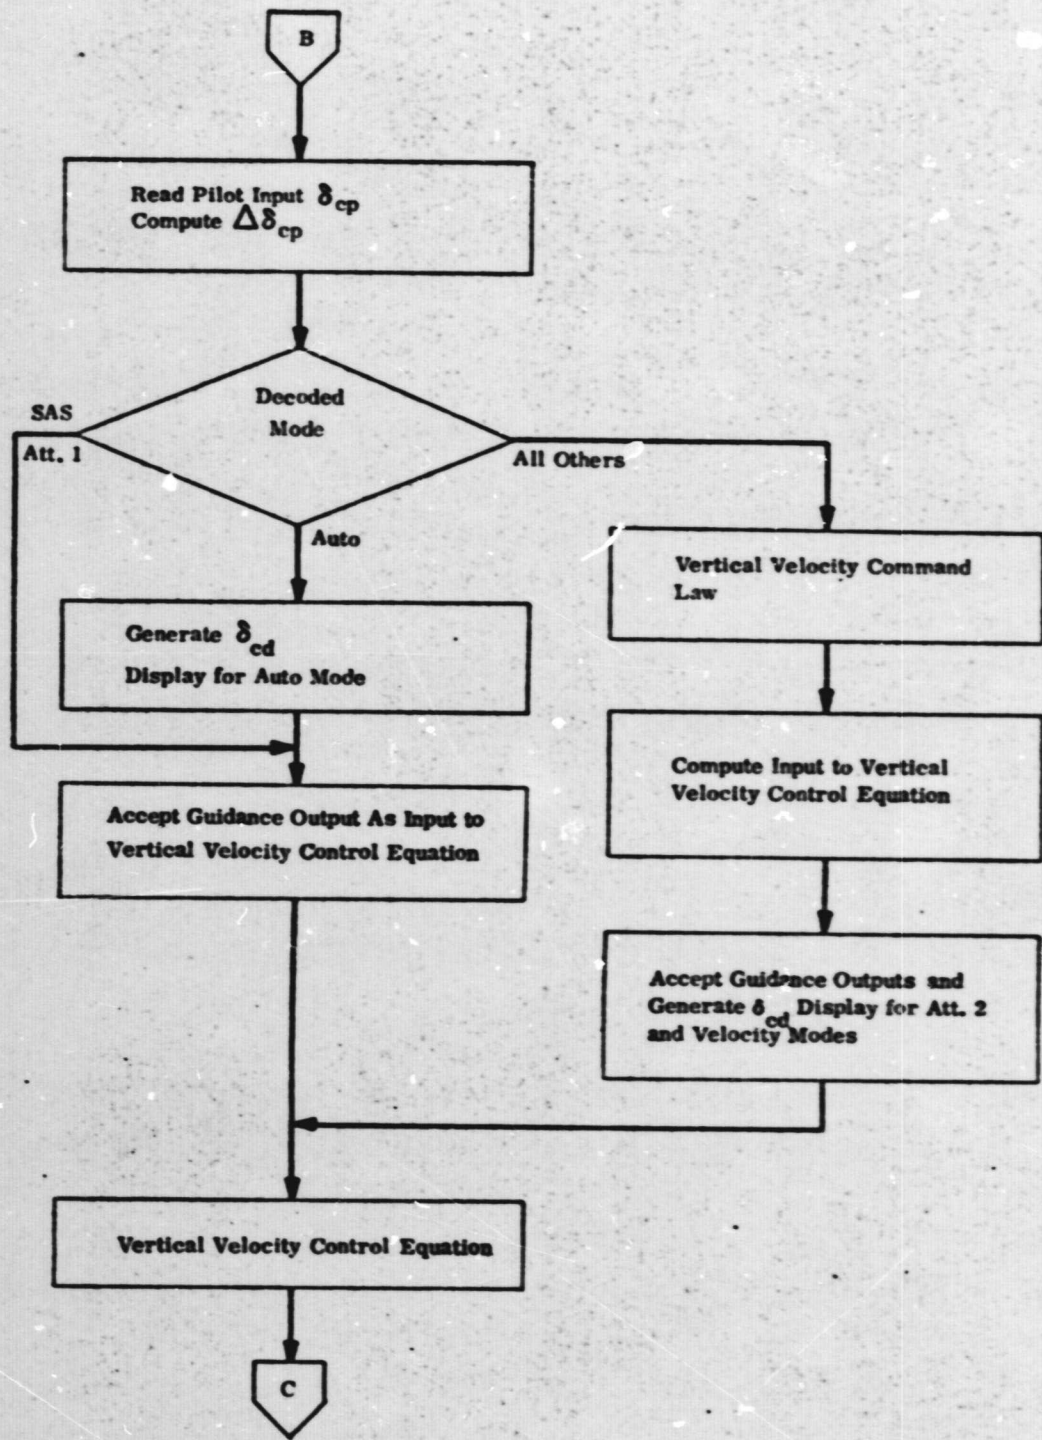 B
Read Pilot Input δcp
Compute Δδcp
Decoded
Mode
SAS
Att. 1
All Others
Auto
Vertical Velocity Command
Law
Generate δcd
Display for Auto Mode
Compute Input to Vertical
Velocity Control Equation
Accept Guidance Output As Input to
Vertical Velocity Control Equation
Accept Guidance Outputs and
Generate δcd Display for Att. 2
and Velocity Modes
Vertical Velocity Control Equation
C